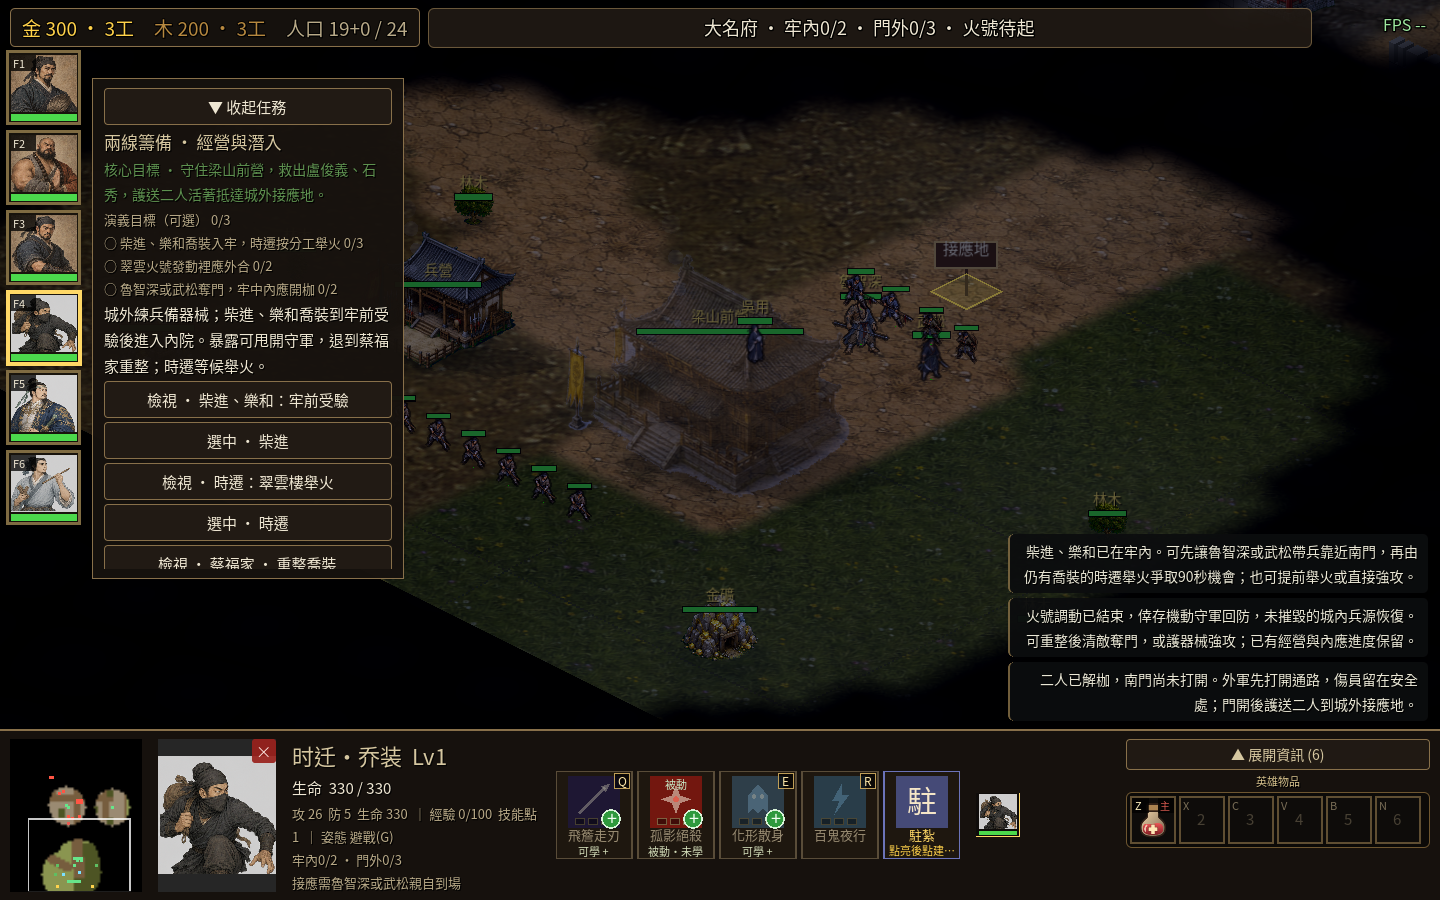 金 300 · 3工 木 200 · 3工 人口 19+0 / 24
大名府 · 牢內0/2 · 門外0/3 · 火號待起
FPS --
F1
F2
F3
F4
F5
F6
▼ 收起任務
兩線籌備 · 經營與潛入
核心目標 · 守住梁山前營，救出盧俊義、石
秀，護送二人活著抵達城外接應地。
演義目標（可選） 0/3
○ 柴進、樂和喬裝入牢，時遷按分工舉火 0/3
○ 翠雲火號發動裡應外合 0/2
○ 魯智深或武松奪門，牢中內應開枷 0/2
城外練兵備器械；柴進、樂和喬裝到牢前受
驗後進入內院。暴露可甩開守軍，退到蔡福
家重整；時遷等候舉火。
檢視 · 柴進、樂和：牢前受驗
選中 · 柴進
檢視 · 時遷：翠雲樓舉火
選中 · 時遷
檢視 · 蔡福家 · 重整喬裝
林木
兵營
接應地
吳用
梁山前
林木
金礦
柴進、樂和已在牢內。可先讓魯智深或武松帶兵靠近南門，再由
仍有喬裝的時遷舉火爭取90秒機會；也可提前舉火或直接強攻。
火號調動已結束，倖存機動守軍回防，未摧毀的城內兵源恢復。
可重整後清敵奪門，或護器械強攻；已有經營與內應進度保留。
二人已解枷，南門尚未打開。外軍先打開通路，傷員留在安全
處；門開後護送二人到城外接應地。
时迁·乔装 Lv1
生命 330 / 330
攻 26 防 5 生命 330 ｜ 經驗 0/100 技能點
1 ｜ 姿態 避戰(G)
牢內0/2 · 門外0/3
接應需魯智深或武松親自到場
Q
飛簷走刃
可學 +
被動
孤影絕殺
被動·未學
E
化形散身
可學 +
R
百鬼夜行
駐
駐紮
點亮後點建…
▲ 展開資訊 (6)
英雄物品
Z 主
X 2
C 3
V 4
B 5
N 6